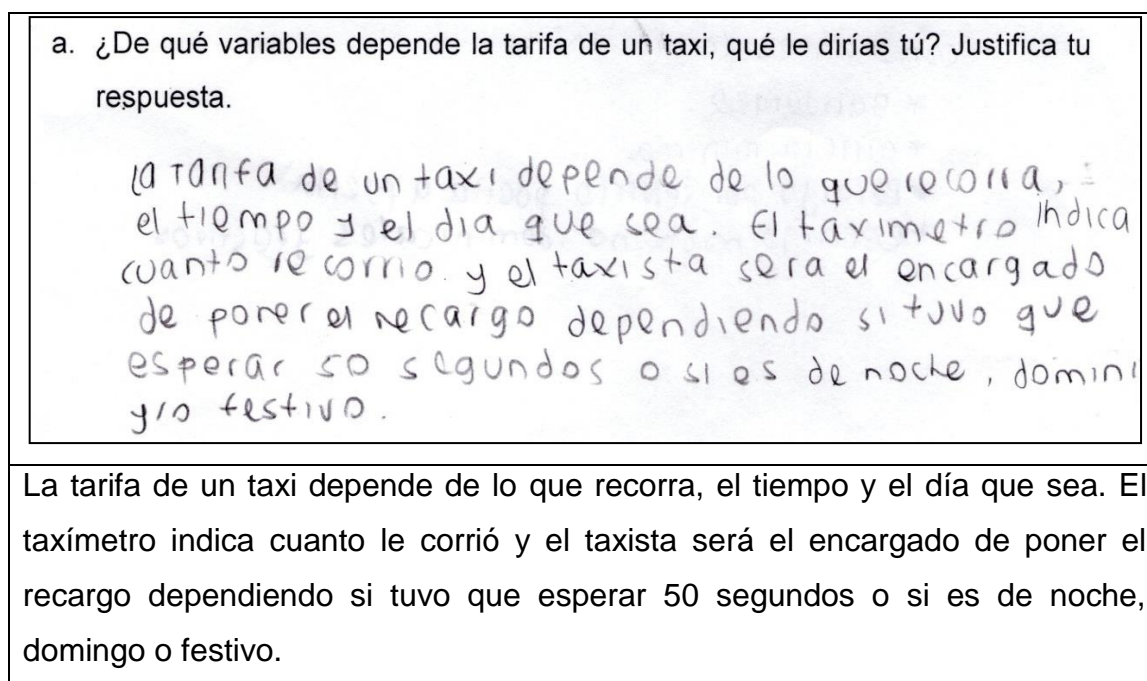 a. ¿De qué variables depende la tarifa de un taxi, qué le dirías tú? Justifica tu
respuesta.
la Tarifa de un taxi depende de lo que recorra,
el tiempo y el dia que sea. El taximetro indica
cuanto recorrio y el taxista sera el encargado
de poner el recargo dependiendo si tuvo que
esperar 50 segundos o si es de noche, domini
y/o festivo.
La tarifa de un taxi depende de lo que recorra, el tiempo y el día que sea. El
taxímetro indica cuanto le corrió y el taxista será el encargado de poner el
recargo dependiendo si tuvo que esperar 50 segundos o si es de noche,
domingo o festivo.